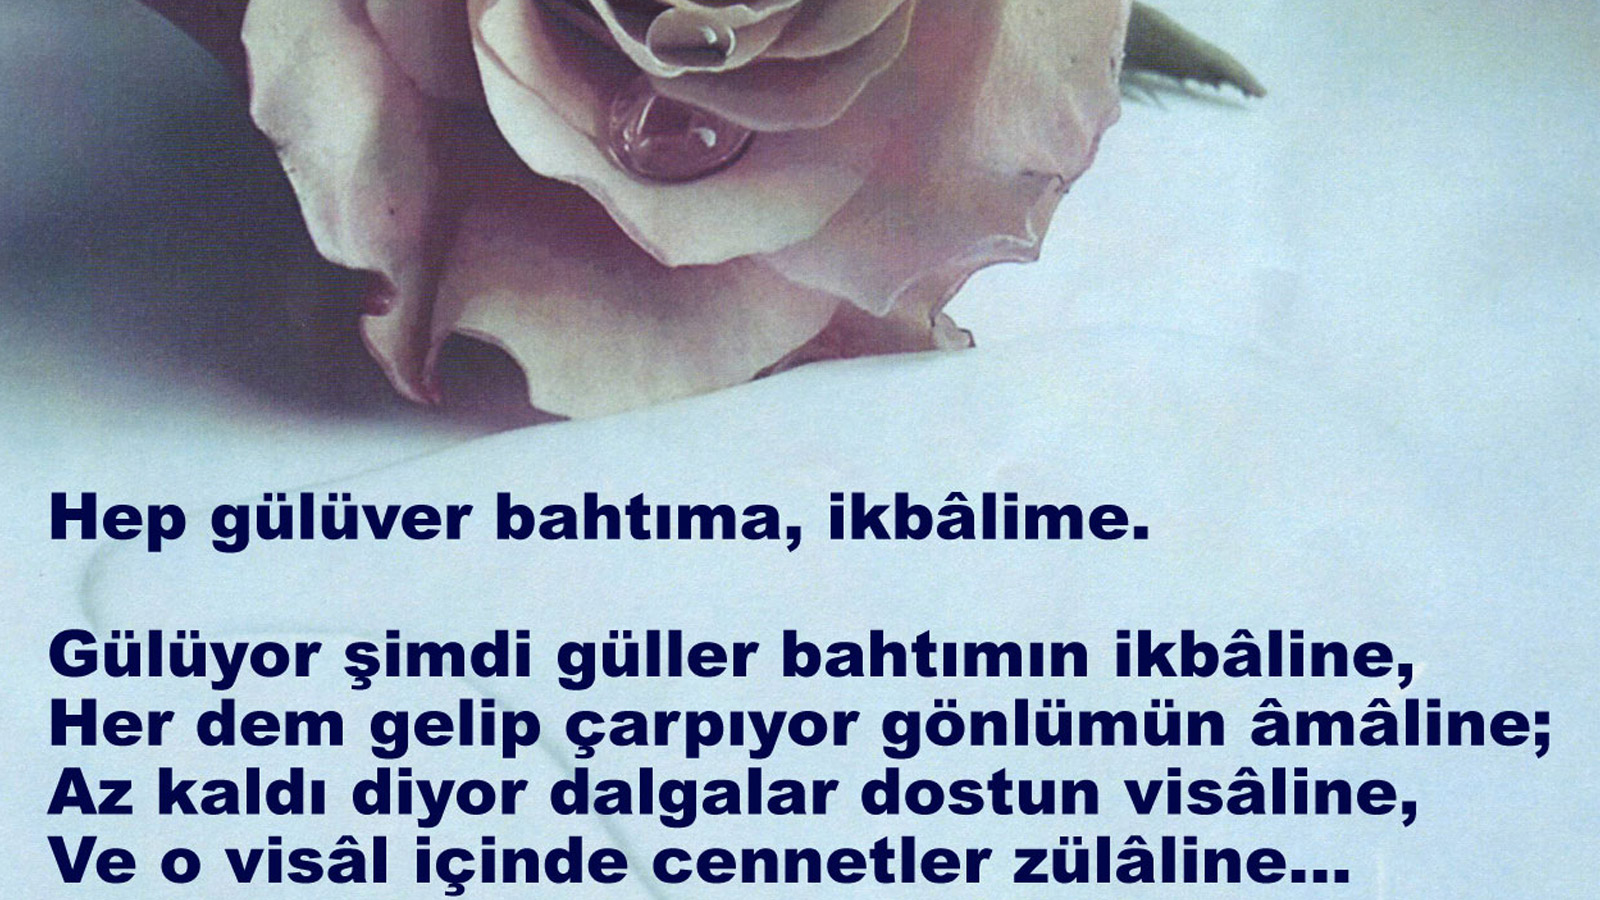 Hep gülüver bahtıma, ikbâlime.
Gülüyor şimdi güller bahtımın ikbâline,
Her dem gelip çarpıyor gönlümün âmâline;
Az kaldı diyor dalgalar dostun visâline,
Ve o visâl içinde cennetler zülâline...